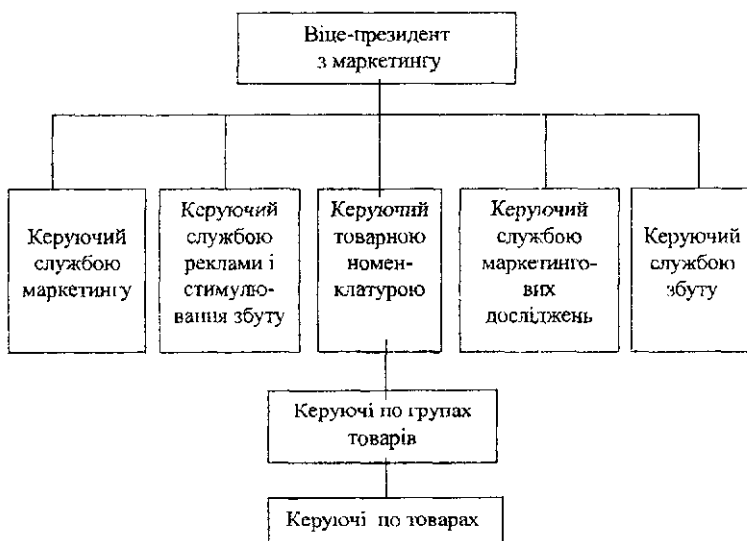 Віце-президент
з маркетингу
Керуючий
службою
маркетингу
Керуючий
службою
реклами і
стимулю-
вання збуту
Керуючий
товарною
номен-
клатурою
Керуючий
службою
маркетинго-
вих
досліджень
Керуючий
службою
збуту
Керуючі по групах
товарів
Керуючі по товарах